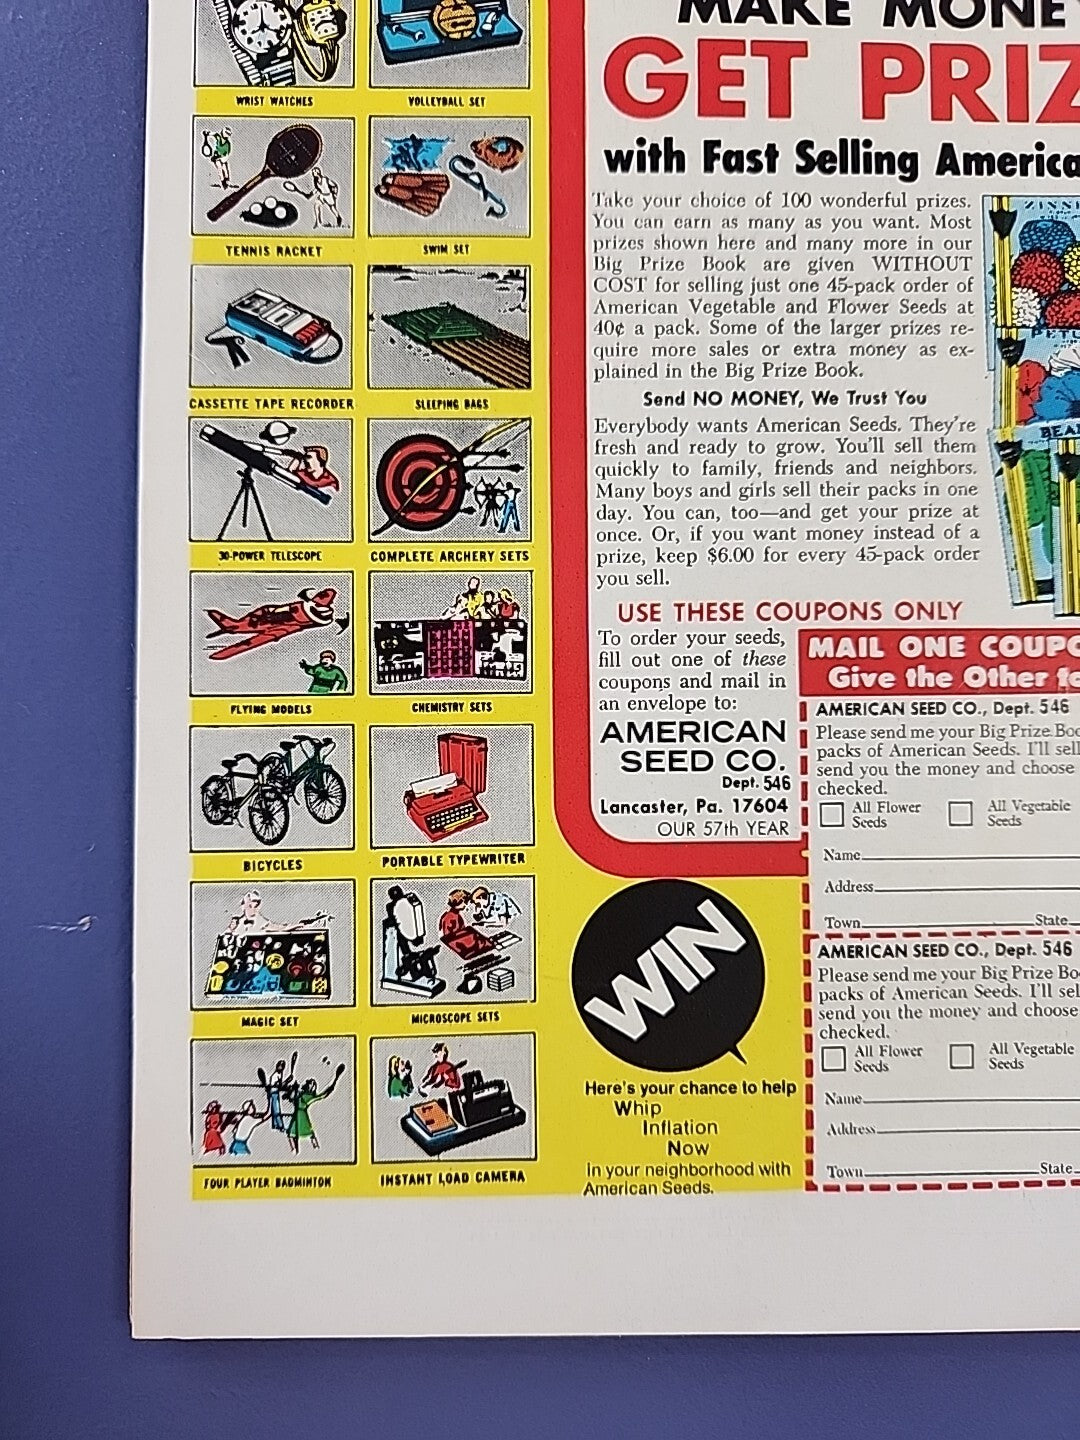 WRIST WATCHES
VOLLEYBALL SET
TENNIS RACKET
SWIM SET
CASSETTE TAPE RECORDER
SLEEPING BAGS
30-POWER TELESCOPE
COMPLETE ARCHERY SETS
FLYING MODELS
CHEMISTRY SETS
BICYCLES
PORTABLE TYPEWRITER
MAGIC SET
MICROSCOPE SETS
FOUR PLAYER BADMINTON
INSTANT LOAD CAMERA
MAKE MONEY
GET PRIZ
with Fast Selling America
Take your choice of 100 wonderful prizes.
You can earn as many as you want. Most
prizes shown here and many more in our
Big Prize Book are given WITHOUT
COST for selling just one 45-pack order of
American Vegetable and Flower Seeds at
40¢ a pack. Some of the larger prizes re-
quire more sales or extra money as ex-
plained in the Big Prize Book.
Send NO MONEY, We Trust You
Everybody wants American Seeds. They're
fresh and ready to grow. You'll sell them
quickly to family, friends and neighbors.
Many boys and girls sell their packs in one
day. You can, too—and get your prize at
once. Or, if you want money instead of a
prize, keep $6.00 for every 45-pack order
you sell.
ZINNI
PETU
BEA
USE THESE COUPONS ONLY
To order your seeds,
fill out one of these
coupons and mail in
an envelope to:
AMERICAN
SEED CO.
Dept. 546
Lancaster, Pa. 17604
OUR 57th YEAR
MAIL ONE COUPO
Give the Other to
AMERICAN SEED CO., Dept. 546
Please send me your Big Prize Boo
packs of American Seeds. I'll sell
send you the money and choose
checked.
All Flower Seeds
All Vegetable Seeds
Name
Address
Town State
AMERICAN SEED CO., Dept. 546
Please send me your Big Prize Bo
packs of American Seeds. I'll sel
send you the money and choose
checked.
All Flower Seeds
All Vegetable Seeds
Name
Address
Town State
WIN
Here's your chance to help
Whip
Inflation
Now
in your neighborhood with
American Seeds.